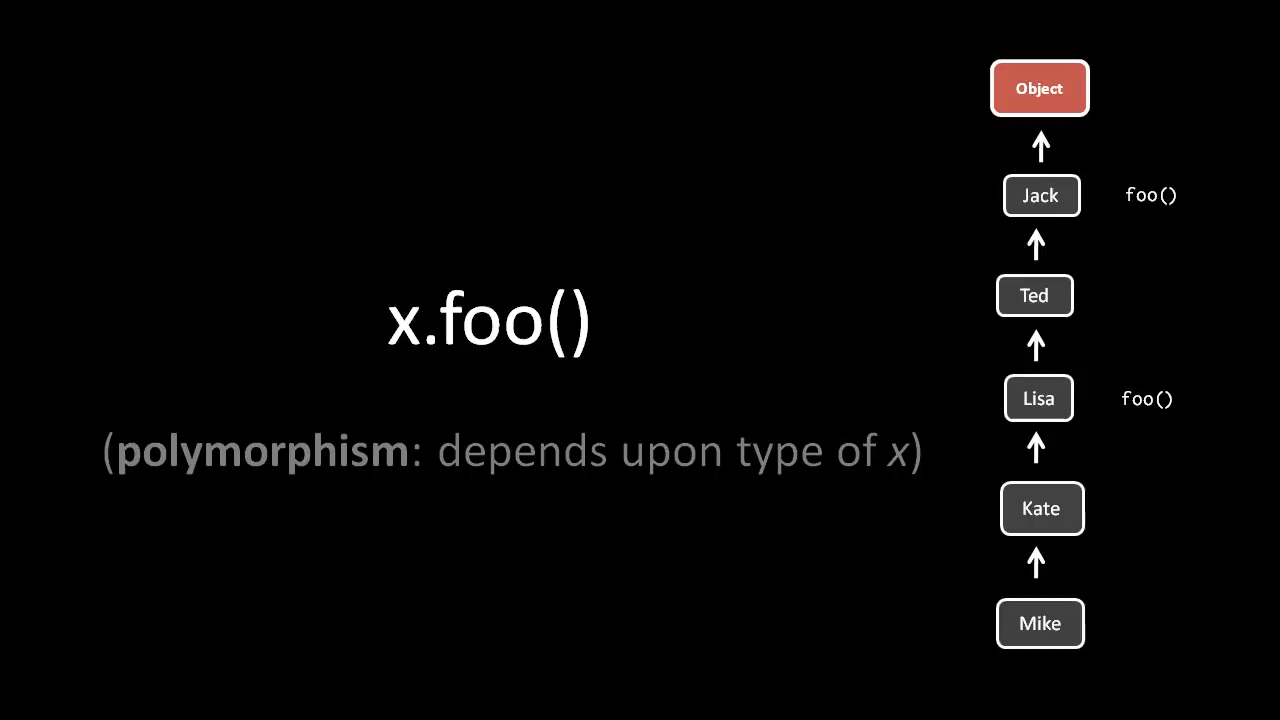 Object
Jack foo()
Ted
x.foo()
Lisa foo()
(polymorphism: depends upon type of x)
Kate
Mike